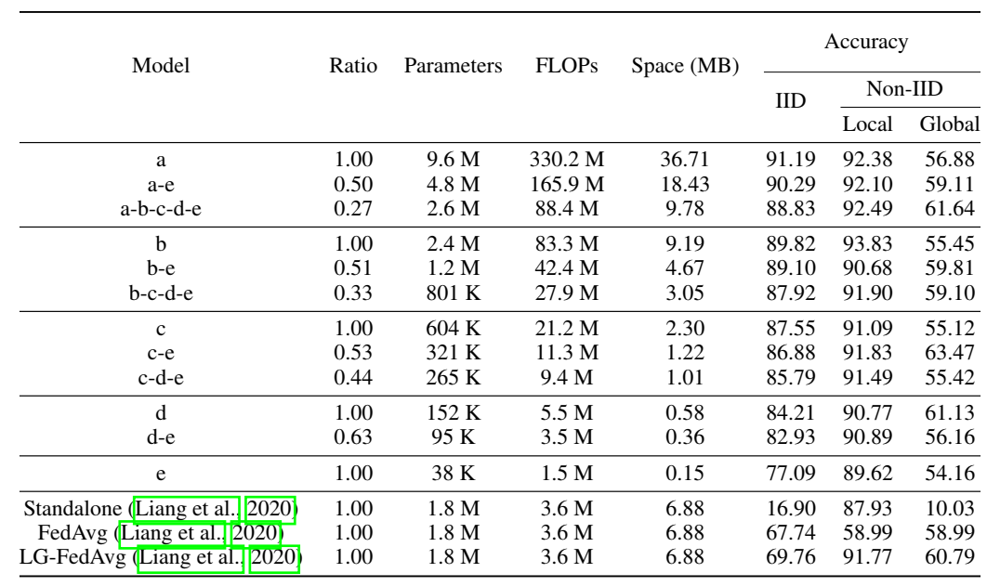 Accuracy
Model Ratio Parameters FLOPs Space (MB)
IID Non-IID
Local Global
a 1.00 9.6 M 330.2 M 36.71 91.19 92.38 56.88
a-e 0.50 4.8 M 165.9 M 18.43 90.29 92.10 59.11
a-b-c-d-e 0.27 2.6 M 88.4 M 9.78 88.83 92.49 61.64
b 1.00 2.4 M 83.3 M 9.19 89.82 93.83 55.45
b-e 0.51 1.2 M 42.4 M 4.67 89.10 90.68 59.81
b-c-d-e 0.33 801 K 27.9 M 3.05 87.92 91.90 59.10
c 1.00 604 K 21.2 M 2.30 87.55 91.09 55.12
c-e 0.53 321 K 11.3 M 1.22 86.88 91.83 63.47
c-d-e 0.44 265 K 9.4 M 1.01 85.79 91.49 55.42
d 1.00 152 K 5.5 M 0.58 84.21 90.77 61.13
d-e 0.63 95 K 3.5 M 0.36 82.93 90.89 56.16
e 1.00 38 K 1.5 M 0.15 77.09 89.62 54.16
Standalone (Liang et al., 2020) 1.00 1.8 M 3.6 M 6.88 16.90 87.93 10.03
FedAvg (Liang et al., 2020) 1.00 1.8 M 3.6 M 6.88 67.74 58.99 58.99
LG-FedAvg (Liang et al., 2020) 1.00 1.8 M 3.6 M 6.88 69.76 91.77 60.79